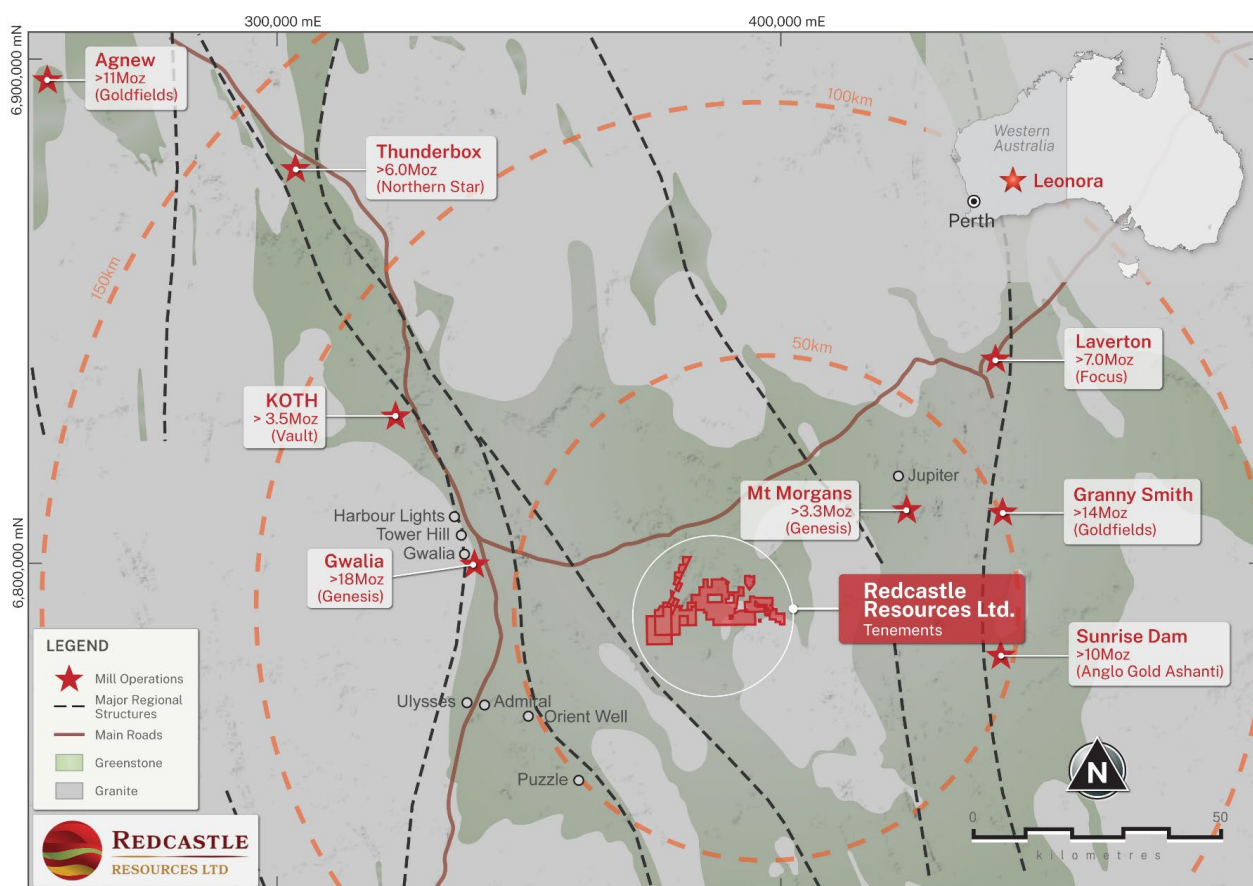 300,000 mE
400,000 mE
6,900,000 mN
6,800,000 mN
Agnew
>11Moz
(Goldfields)
Thunderbox
>6.0Moz
(Northern Star)
100km
Western
Australia
Leonora
Perth
150km
50km
Laverton
>7.0Moz
(Focus)
KOTH
> 3.5Moz
(Vault)
Jupiter
Mt Morgans
>3.3Moz
(Genesis)
Granny Smith
>14Moz
(Goldfields)
Harbour Lights
Tower Hill
Gwalia
Gwalia
>18Moz
(Genesis)
Redcastle
Resources Ltd.
Tenements
Sunrise Dam
>10Moz
(Anglo Gold Ashanti)
Ulysses
Admiral
Orient Well
Puzzle
LEGEND
Mill Operations
Major Regional
Structures
Main Roads
Greenstone
Granite
REDCASTLE
RESOURCES LTD
N
0
50
kilometres